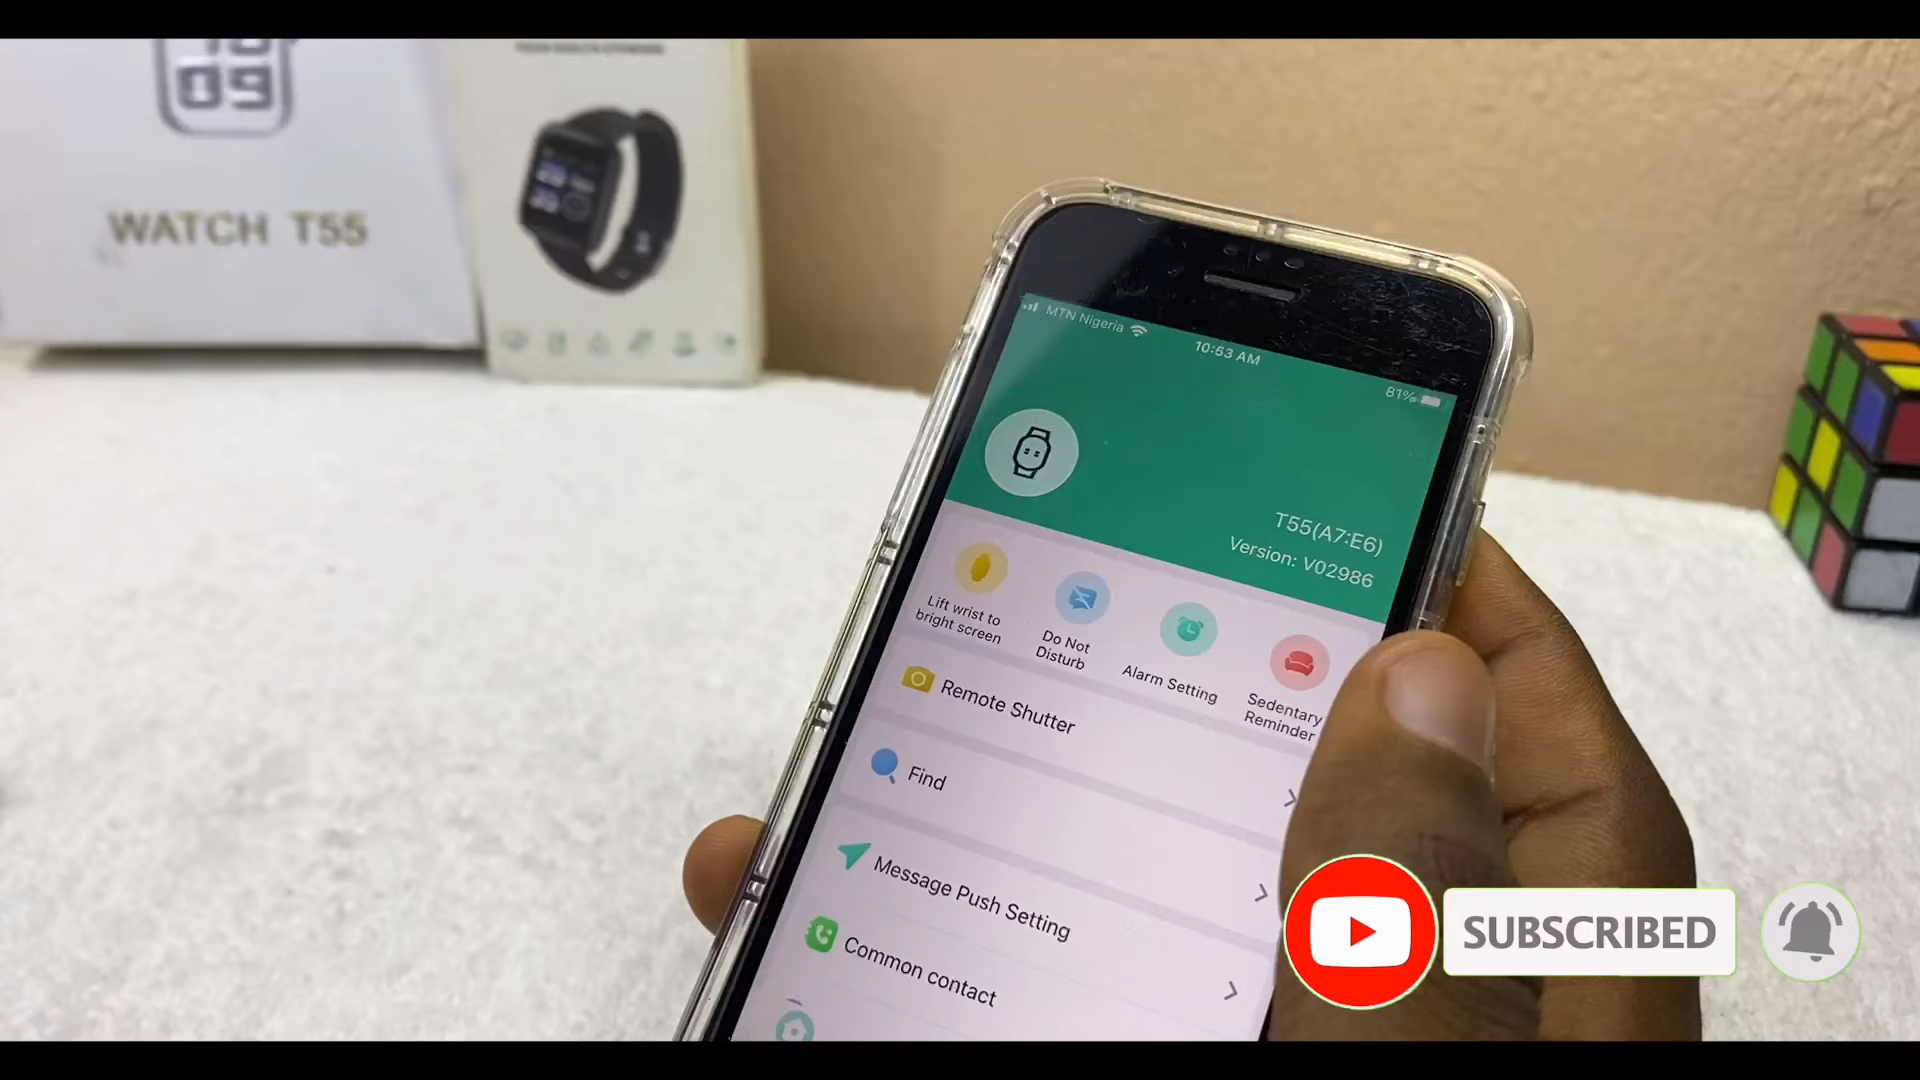 09
WATCH T55
MTN Nigeria
10:53 AM
81%
T55(A7:E6)
Version: V02986
Lift wrist to
bright screen
Do Not
Disturb
Alarm Setting
Sedentary
Reminder
Remote Shutter
Find
Message Push Setting
Common contact
SUBSCRIBED